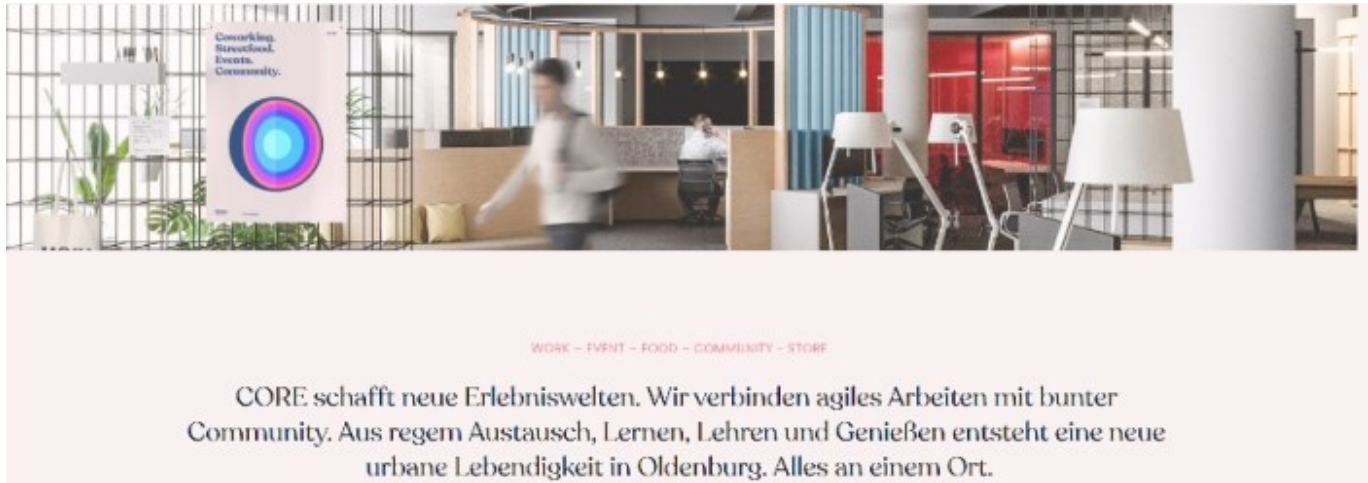 Coworking.
Streetfood.
Events.
Community.
WORK – EVENT – FOOD – COMMUNITY – STORE
CORE schafft neue Erlebniswelten. Wir verbinden agiles Arbeiten mit bunter
Community. Aus regem Austausch, Lernen, Lehren und Genießen entsteht eine neue
urbane Lebendigkeit in Oldenburg. Alles an einem Ort.